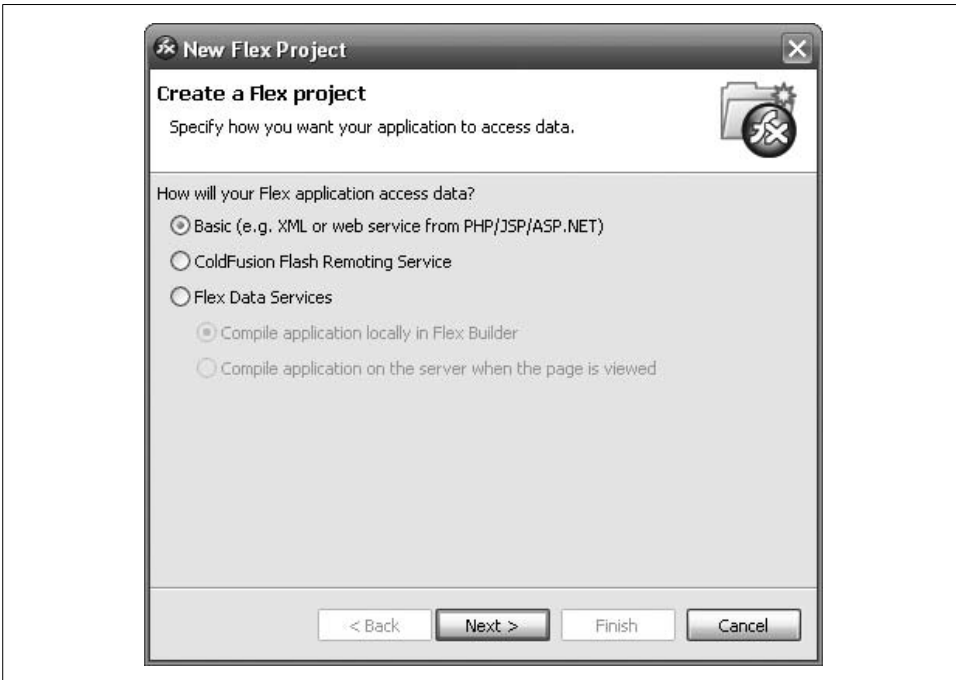 New Flex Project
Create a Flex project
Specify how you want your application to access data.
How will your Flex application access data?
Basic (e.g. XML or web service from PHP/JSP/ASP.NET)
ColdFusion Flash Remoting Service
Flex Data Services
Compile application locally in Flex Builder
Compile application on the server when the page is viewed
< Back Next > Finish Cancel